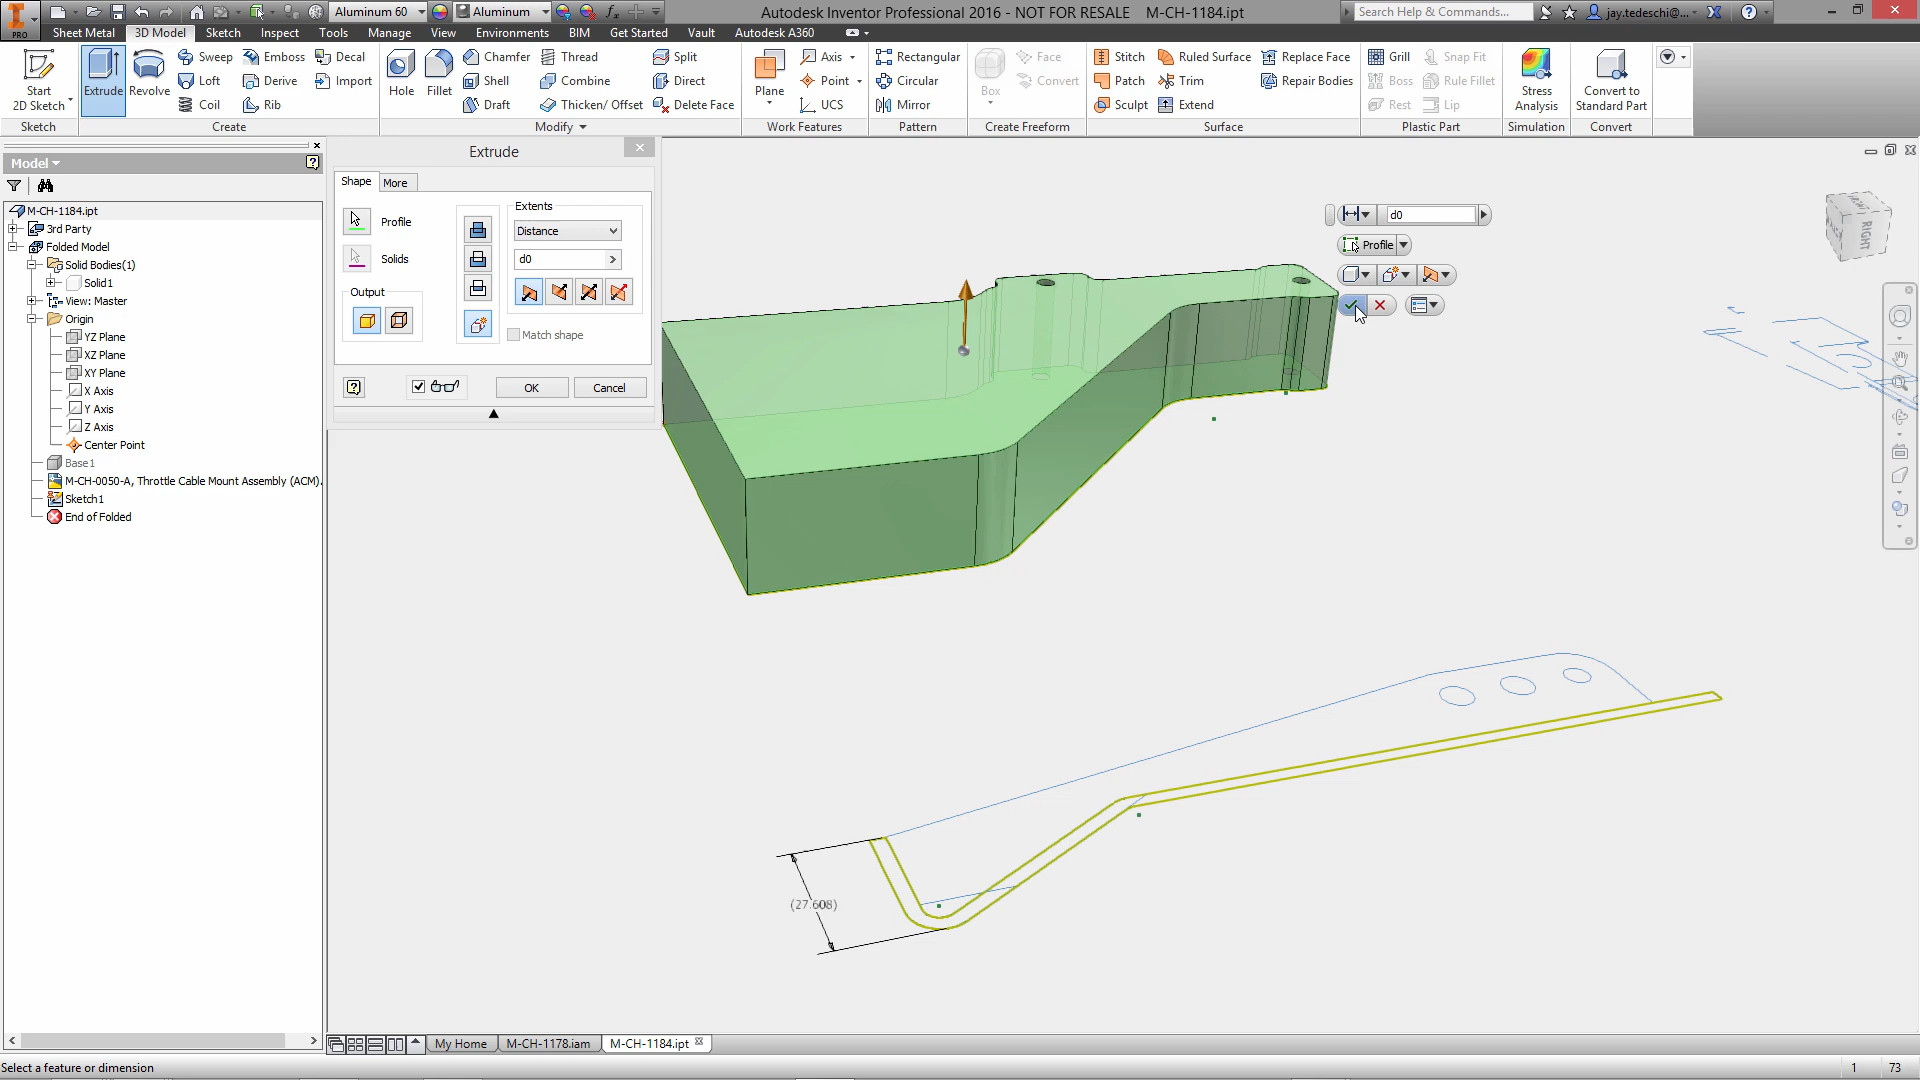 Aluminum 60
Aluminum
Autodesk Inventor Professional 2016 - NOT FOR RESALE M-CH-1184.ipt
Search Help & Commands...
jay.tedeschi@...
PRO
Sheet Metal
3D Model
Sketch
Inspect
Tools
Manage
View
Environments
BIM
Get Started
Vault
Autodesk A360
Start
2D Sketch
Extrude
Revolve
Sweep
Emboss
Decal
Loft
Derive
Import
Coil
Rib
Hole
Fillet
Chamfer
Thread
Split
Shell
Combine
Direct
Draft
Thicken/ Offset
Delete Face
Plane
Axis
Point
UCS
Rectangular
Circular
Mirror
Box
Face
Convert
Stitch
Ruled Surface
Replace Face
Patch
Trim
Repair Bodies
Sculpt
Extend
Grill
Snap Fit
Boss
Rule Fillet
Rest
Lip
Stress
Analysis
Convert to
Standard Part
Sketch
Create
Modify
Work Features
Pattern
Create Freeform
Surface
Plastic Part
Simulation
Convert
Model
M-CH-1184.ipt
3rd Party
Folded Model
Solid Bodies(1)
Solid1
View: Master
Origin
YZ Plane
XZ Plane
XY Plane
X Axis
Y Axis
Z Axis
Center Point
Base1
M-CH-0050-A, Throttle Cable Mount Assembly (ACM).
Sketch1
End of Folded
Extrude
Shape
More
Profile
Solids
Output
Extents
Distance
d0
Match shape
OK
Cancel
d0
Profile
RIGHT
(27.608)
My Home
M-CH-1178.iam
M-CH-1184.ipt
Select a feature or dimension
1
73